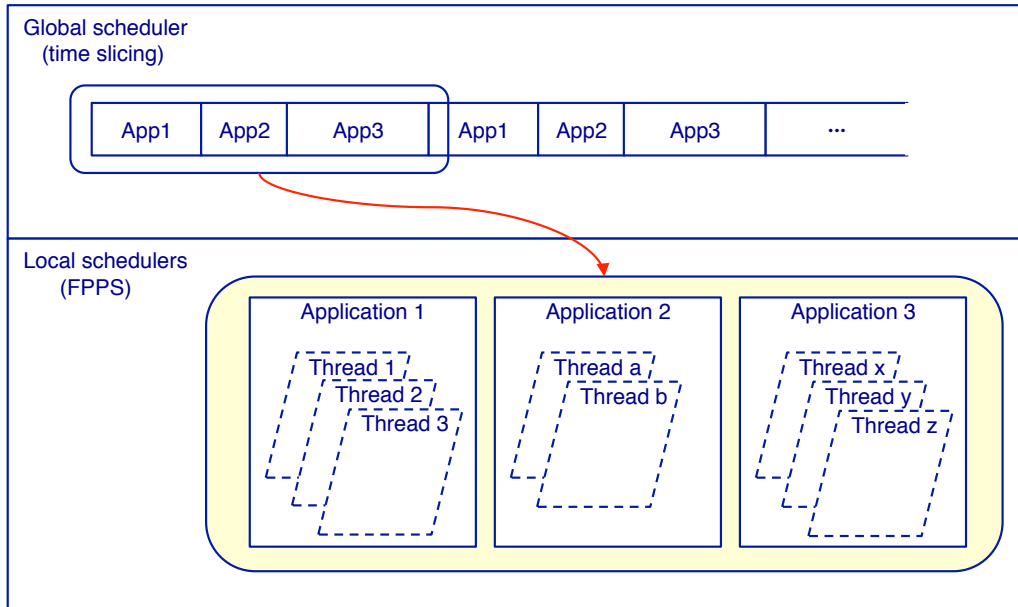 Global scheduler
(time slicing)
App1 App2 App3 App1 App2 App3 ...
Local schedulers
(FPPS)
Application 1 Application 2 Application 3
Thread 1 Thread a Thread x
Thread 2 Thread b Thread y
Thread 3 Thread z